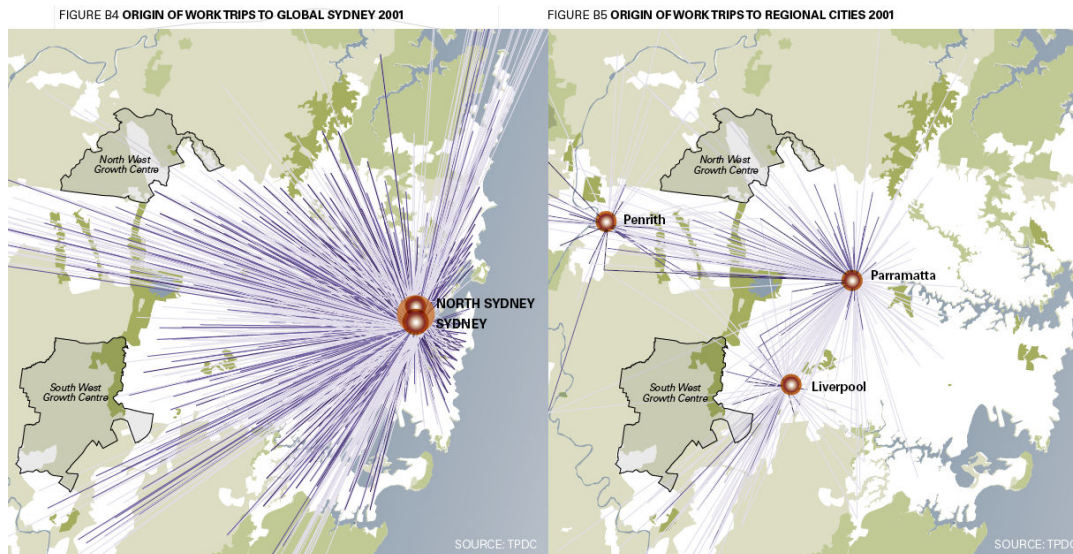 FIGURE B4 ORIGIN OF WORK TRIPS TO GLOBAL SYDNEY 2001
North West
Growth Centre
NORTH SYDNEY
SYDNEY
South West
Growth Centre
SOURCE: TPDC
FIGURE B5 ORIGIN OF WORK TRIPS TO REGIONAL CITIES 2001
North West
Growth Centre
Penrith
Parramatta
Liverpool
South West
Growth Centre
SOURCE: TPDC